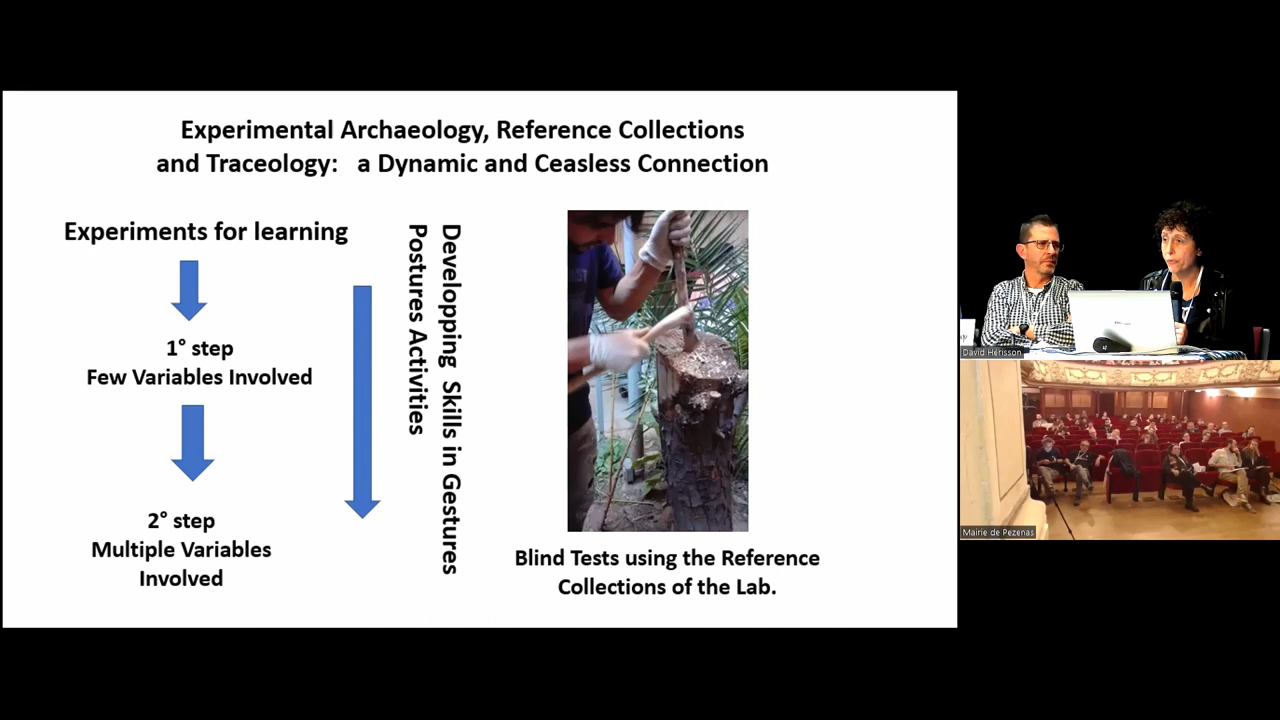 Experimental Archaeology, Reference Collections
and Traceology: a Dynamic and Ceasless Connection
Experiments for learning
1° step
Few Variables Involved
2° step
Multiple Variables
Involved
Developping Skills in Gestures
Postures Activities
Blind Tests using the Reference
Collections of the Lab.
David Hérisson
Mairie de Pezenas